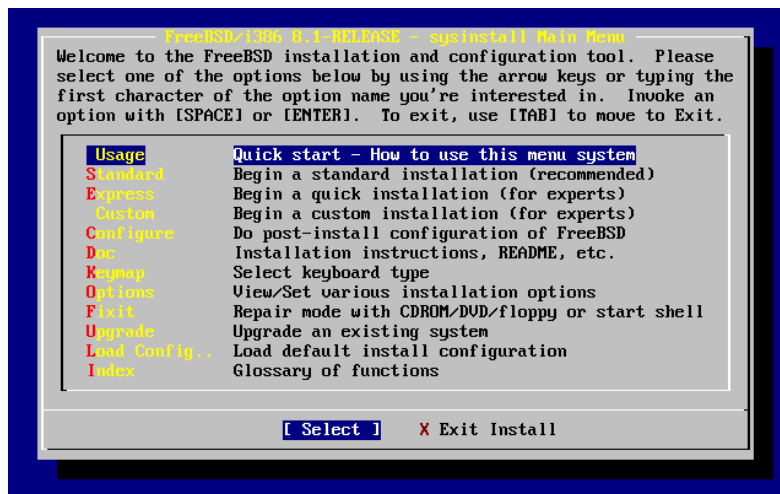 FreeBSD/i386 8.1-RELEASE - sysinstall Main Menu
Welcome to the FreeBSD installation and configuration tool.  Please
select one of the options below by using the arrow keys or typing the
first character of the option name you're interested in.  Invoke an
option with [SPACE] or [ENTER].  To exit, use [TAB] to move to Exit.
Usage Quick start - How to use this menu system
Standard Begin a standard installation (recommended)
Express Begin a quick installation (for experts)
Custom Begin a custom installation (for experts)
Configure Do post-install configuration of FreeBSD
Doc Installation instructions, README, etc.
Keymap Select keyboard type
Options View/Set various installation options
Fixit Repair mode with CDROM/DVD/floppy or start shell
Upgrade Upgrade an existing system
Load Config.. Load default install configuration
Index Glossary of functions
[ Select ] X Exit Install